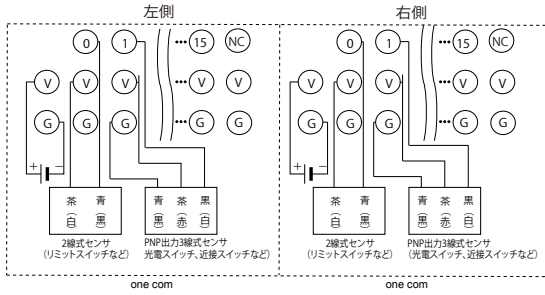 左側
右側
0 1 ···15 NC
V V V ···V V
G G G ···G G
+ −
茶(白) 青(黒)
青(黒) 茶(赤) 黒(白)
2線式センサ
(リミットスイッチなど)
PNP出力3線式センサ
光電スイッチ、近接スイッチなど)
one com
0 1 ···15 NC
V V V ···V V
G G G ···G G
+ −
茶(白) 青(黒)
青(黒) 茶(赤) 黒(白)
2線式センサ
(リミットスイッチなど)
PNP出力3線式センサ
(光電スイッチ、近接スイッチなど)
one com